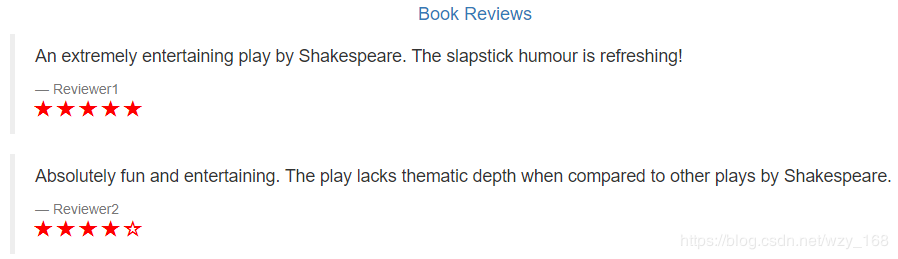 Book Reviews
An extremely entertaining play by Shakespeare. The slapstick humour is refreshing!
— Reviewer1
★★★★★
Absolutely fun and entertaining. The play lacks thematic depth when compared to other plays by Shakespeare.
— Reviewer2
★★★★☆
https://blog.csdn.net/wzy_168